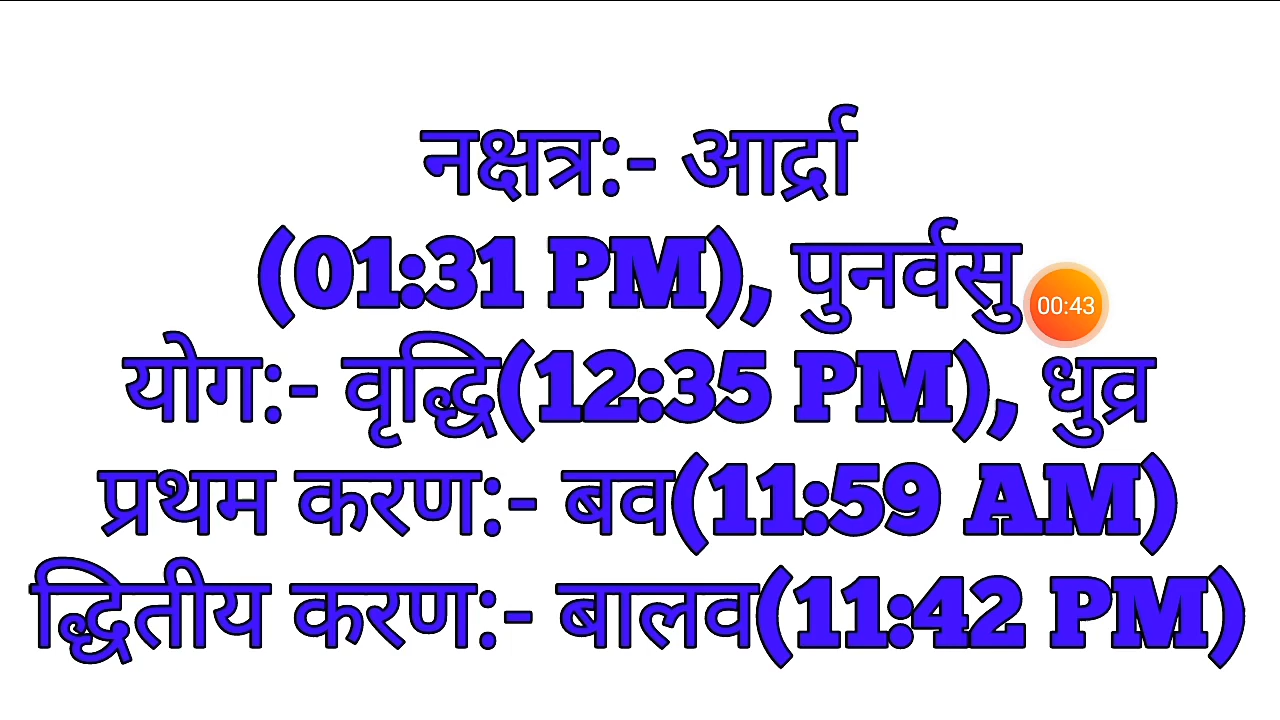 नक्षत्र:- आर्द्रा
(01:31 PM), पुनर्वसु
00:43
योग:- वृद्धि(12:35 PM), धुव्र
प्रथम करण:- बव(11:59 AM)
द्धितीय करण:- बालव(11:42 PM)